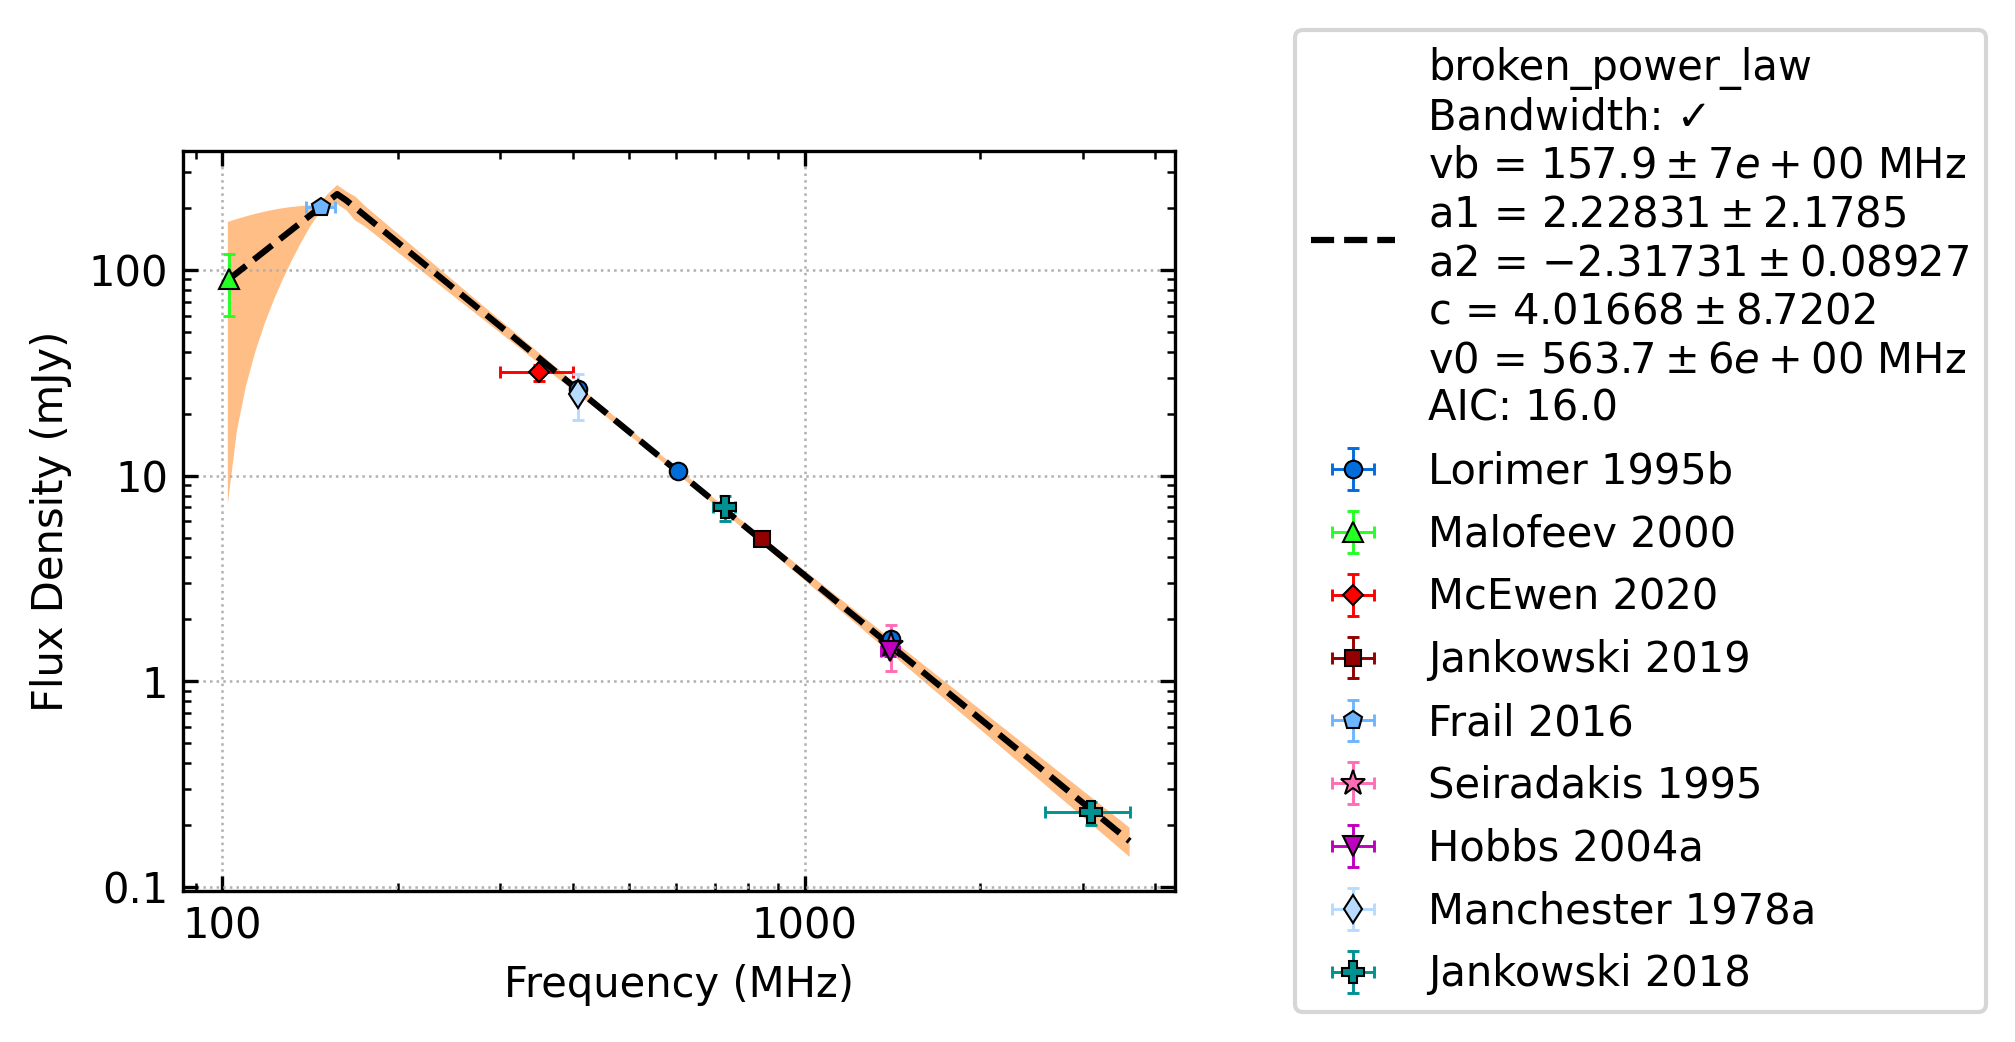 broken_power_law
Bandwidth: ✓
vb = 157.9 ± 7e + 00 MHz
a1 = 2.22831 ± 2.1785
a2 = −2.31731 ± 0.08927
c = 4.01668 ± 8.7202
v0 = 563.7 ± 6e + 00 MHz
AIC: 16.0
Lorimer 1995b
Malofeev 2000
McEwen 2020
Jankowski 2019
Frail 2016
Seiradakis 1995
Hobbs 2004a
Manchester 1978a
Jankowski 2018
Flux Density (mJy)
100
10
1
0.1
100
1000
Frequency (MHz)